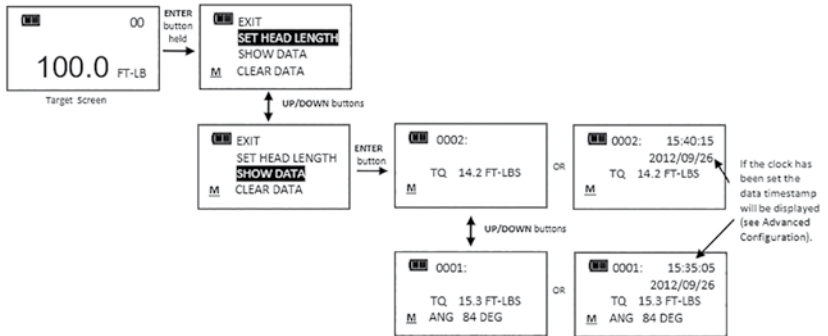 00
100.0 FT-LB
Target Screen
ENTER
button
held
EXIT
SET HEAD LENGTH
SHOW DATA
M CLEAR DATA
UP/DOWN buttons
EXIT
SET HEAD LENGTH
SHOW DATA
M CLEAR DATA
ENTER
button
0002:
TQ 14.2 FT-LBS
M
OR
0002: 15:40:15
2012/09/26
TQ 14.2 FT-LBS
M
If the clock has
been set the
data timestamp
will be displayed
(see Advanced
Configuration).
UP/DOWN buttons
0001:
TQ 15.3 FT-LBS
M ANG 84 DEG
OR
0001: 15:35:05
2012/09/26
TQ 15.3 FT-LBS
M ANG 84 DEG